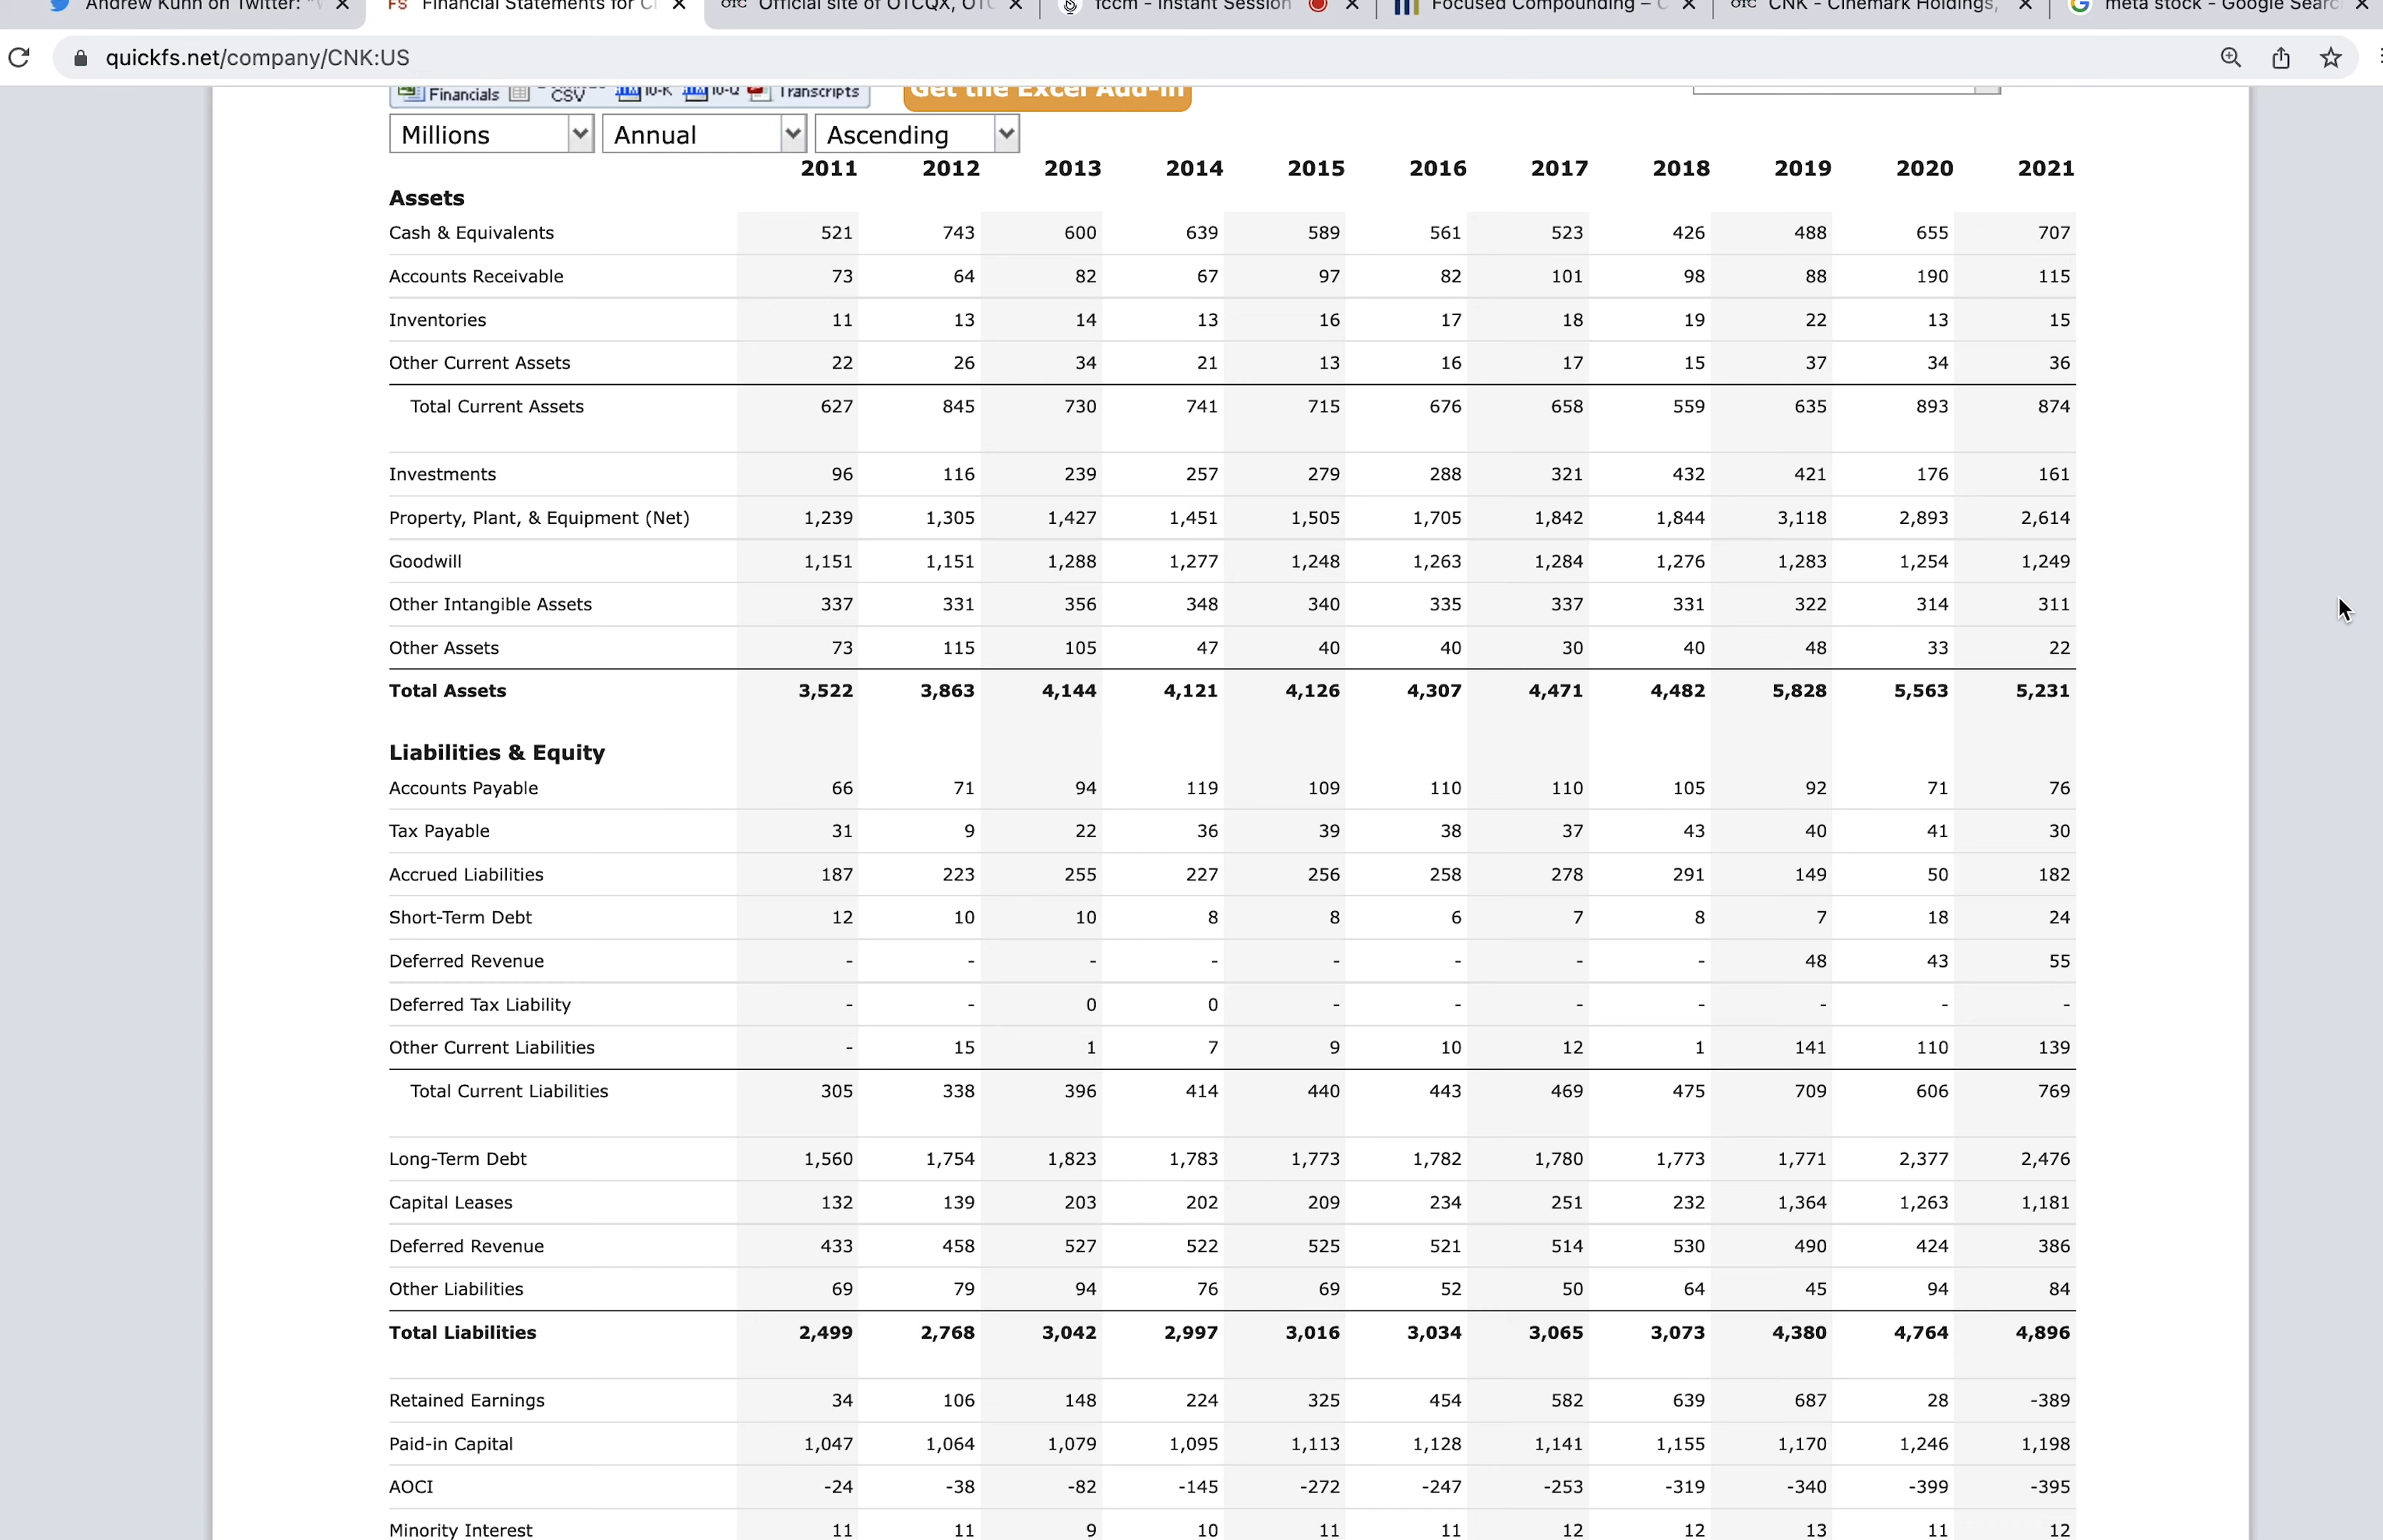 Andrew Kuhn on Twitter: "
FS Financial Statements for C
OTC Official site of OTCQX, OTC
fccm - Instant Session
Focused Compounding – C
OTC CNK - Cinemark Holdings,
G meta stock - Google Searc
quickfs.net/company/CNK:US
Financials CSV 10-K 10-Q Transcripts
Get the Excel Add-in
Millions Annual Ascending
2011 2012 2013 2014 2015 2016 2017 2018 2019 2020 2021
Assets
Cash & Equivalents 521 743 600 639 589 561 523 426 488 655 707
Accounts Receivable 73 64 82 67 97 82 101 98 88 190 115
Inventories 11 13 14 13 16 17 18 19 22 13 15
Other Current Assets 22 26 34 21 13 16 17 15 37 34 36
Total Current Assets 627 845 730 741 715 676 658 559 635 893 874
Investments 96 116 239 257 279 288 321 432 421 176 161
Property, Plant, & Equipment (Net) 1,239 1,305 1,427 1,451 1,505 1,705 1,842 1,844 3,118 2,893 2,614
Goodwill 1,151 1,151 1,288 1,277 1,248 1,263 1,284 1,276 1,283 1,254 1,249
Other Intangible Assets 337 331 356 348 340 335 337 331 322 314 311
Other Assets 73 115 105 47 40 40 30 40 48 33 22
Total Assets 3,522 3,863 4,144 4,121 4,126 4,307 4,471 4,482 5,828 5,563 5,231
Liabilities & Equity
Accounts Payable 66 71 94 119 109 110 110 105 92 71 76
Tax Payable 31 9 22 36 39 38 37 43 40 41 30
Accrued Liabilities 187 223 255 227 256 258 278 291 149 50 182
Short-Term Debt 12 10 10 8 8 6 7 8 7 18 24
Deferred Revenue - - - - - - - - 48 43 55
Deferred Tax Liability - - 0 0 - - - - - - -
Other Current Liabilities - 15 1 7 9 10 12 1 141 110 139
Total Current Liabilities 305 338 396 414 440 443 469 475 709 606 769
Long-Term Debt 1,560 1,754 1,823 1,783 1,773 1,782 1,780 1,773 1,771 2,377 2,476
Capital Leases 132 139 203 202 209 234 251 232 1,364 1,263 1,181
Deferred Revenue 433 458 527 522 525 521 514 530 490 424 386
Other Liabilities 69 79 94 76 69 52 50 64 45 94 84
Total Liabilities 2,499 2,768 3,042 2,997 3,016 3,034 3,065 3,073 4,380 4,764 4,896
Retained Earnings 34 106 148 224 325 454 582 639 687 28 -389
Paid-in Capital 1,047 1,064 1,079 1,095 1,113 1,128 1,141 1,155 1,170 1,246 1,198
AOCI -24 -38 -82 -145 -272 -247 -253 -319 -340 -399 -395
Minority Interest 11 11 9 10 11 11 12 12 13 11 12